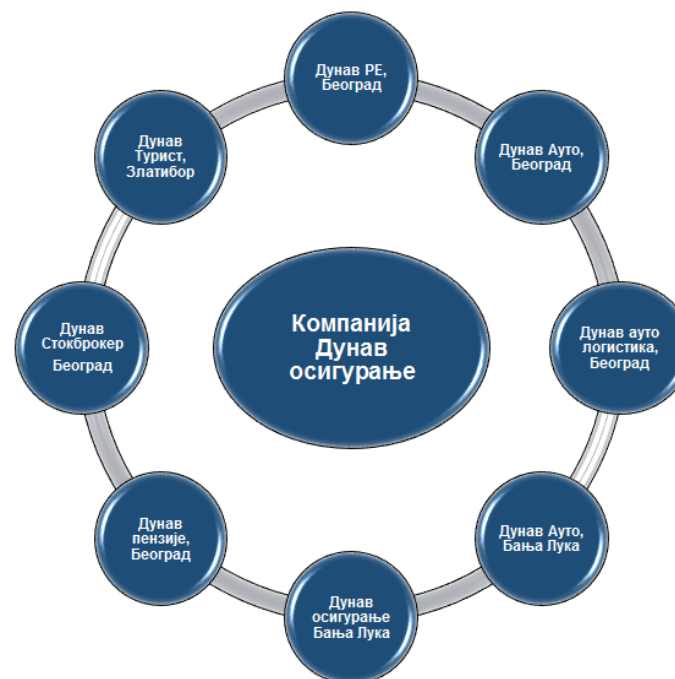 Дунав РЕ,
Београд
Дунав Ауто,
Београд
Дунав ауто
логистика,
Београд
Дунав Ауто,
Бања Лука
Дунав
осигурање
Бања Лука
Дунав
пензије,
Београд
Дунав
Стокброкер
Београд
Дунав
Турист,
Златибор
Компанија
Дунав
осигурање